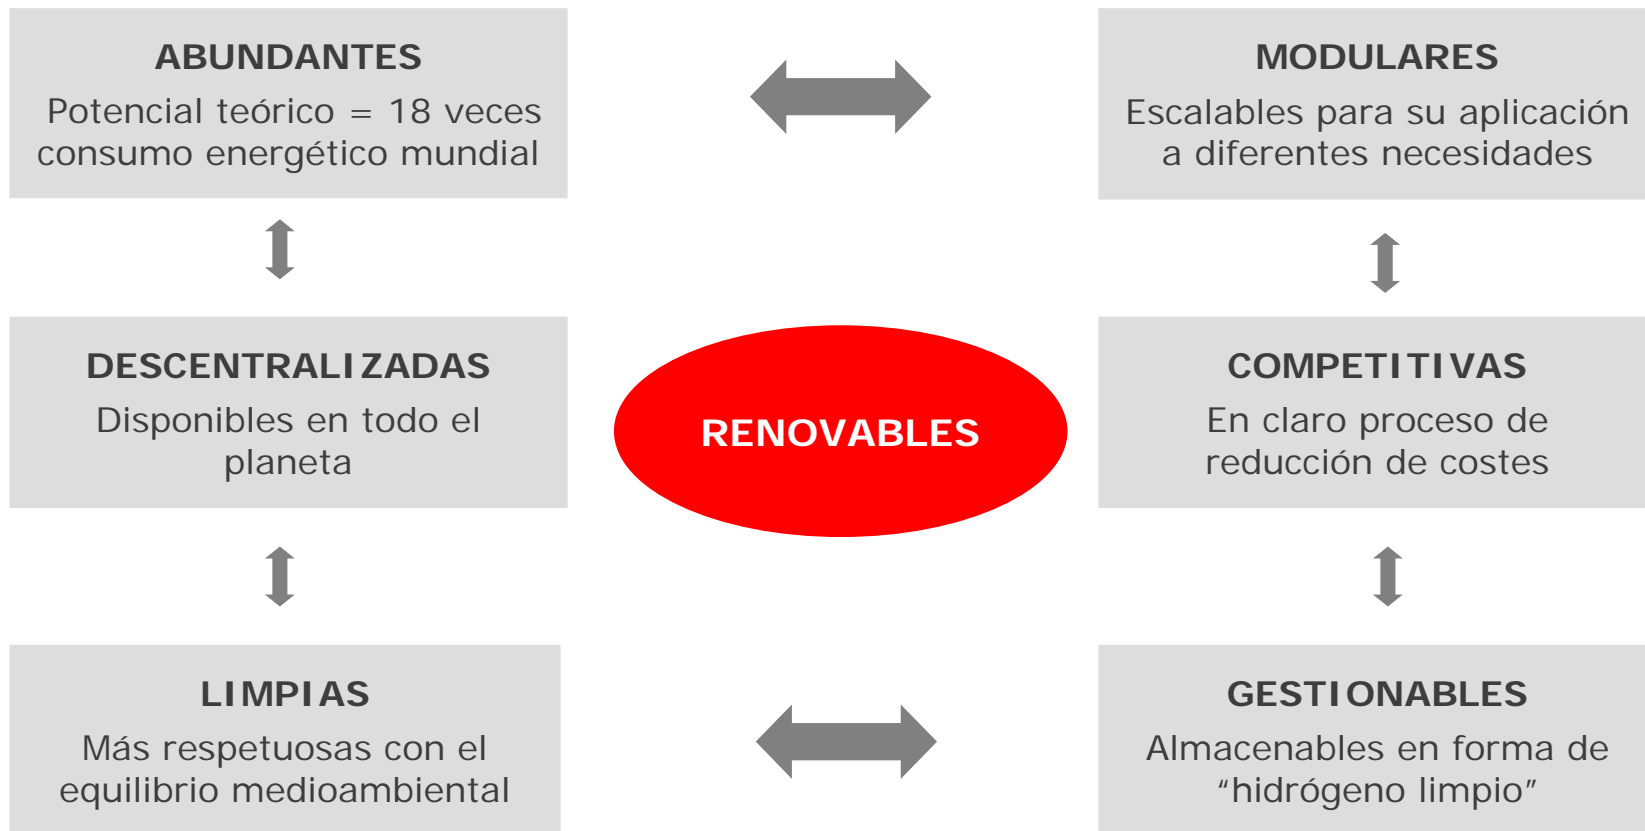 ABUNDANTES
Potencial teórico = 18 veces
consumo energético mundial
MODULARES
Escalables para su aplicación
a diferentes necesidades
DESCENTRALIZADAS
Disponibles en todo el
planeta
RENOVABLES
COMPETITIVAS
En claro proceso de
reducción de costes
LIMPIAS
Más respetuosas con el
equilibrio medioambiental
GESTIONABLES
Almacenables en forma de
“hidrógeno limpio”